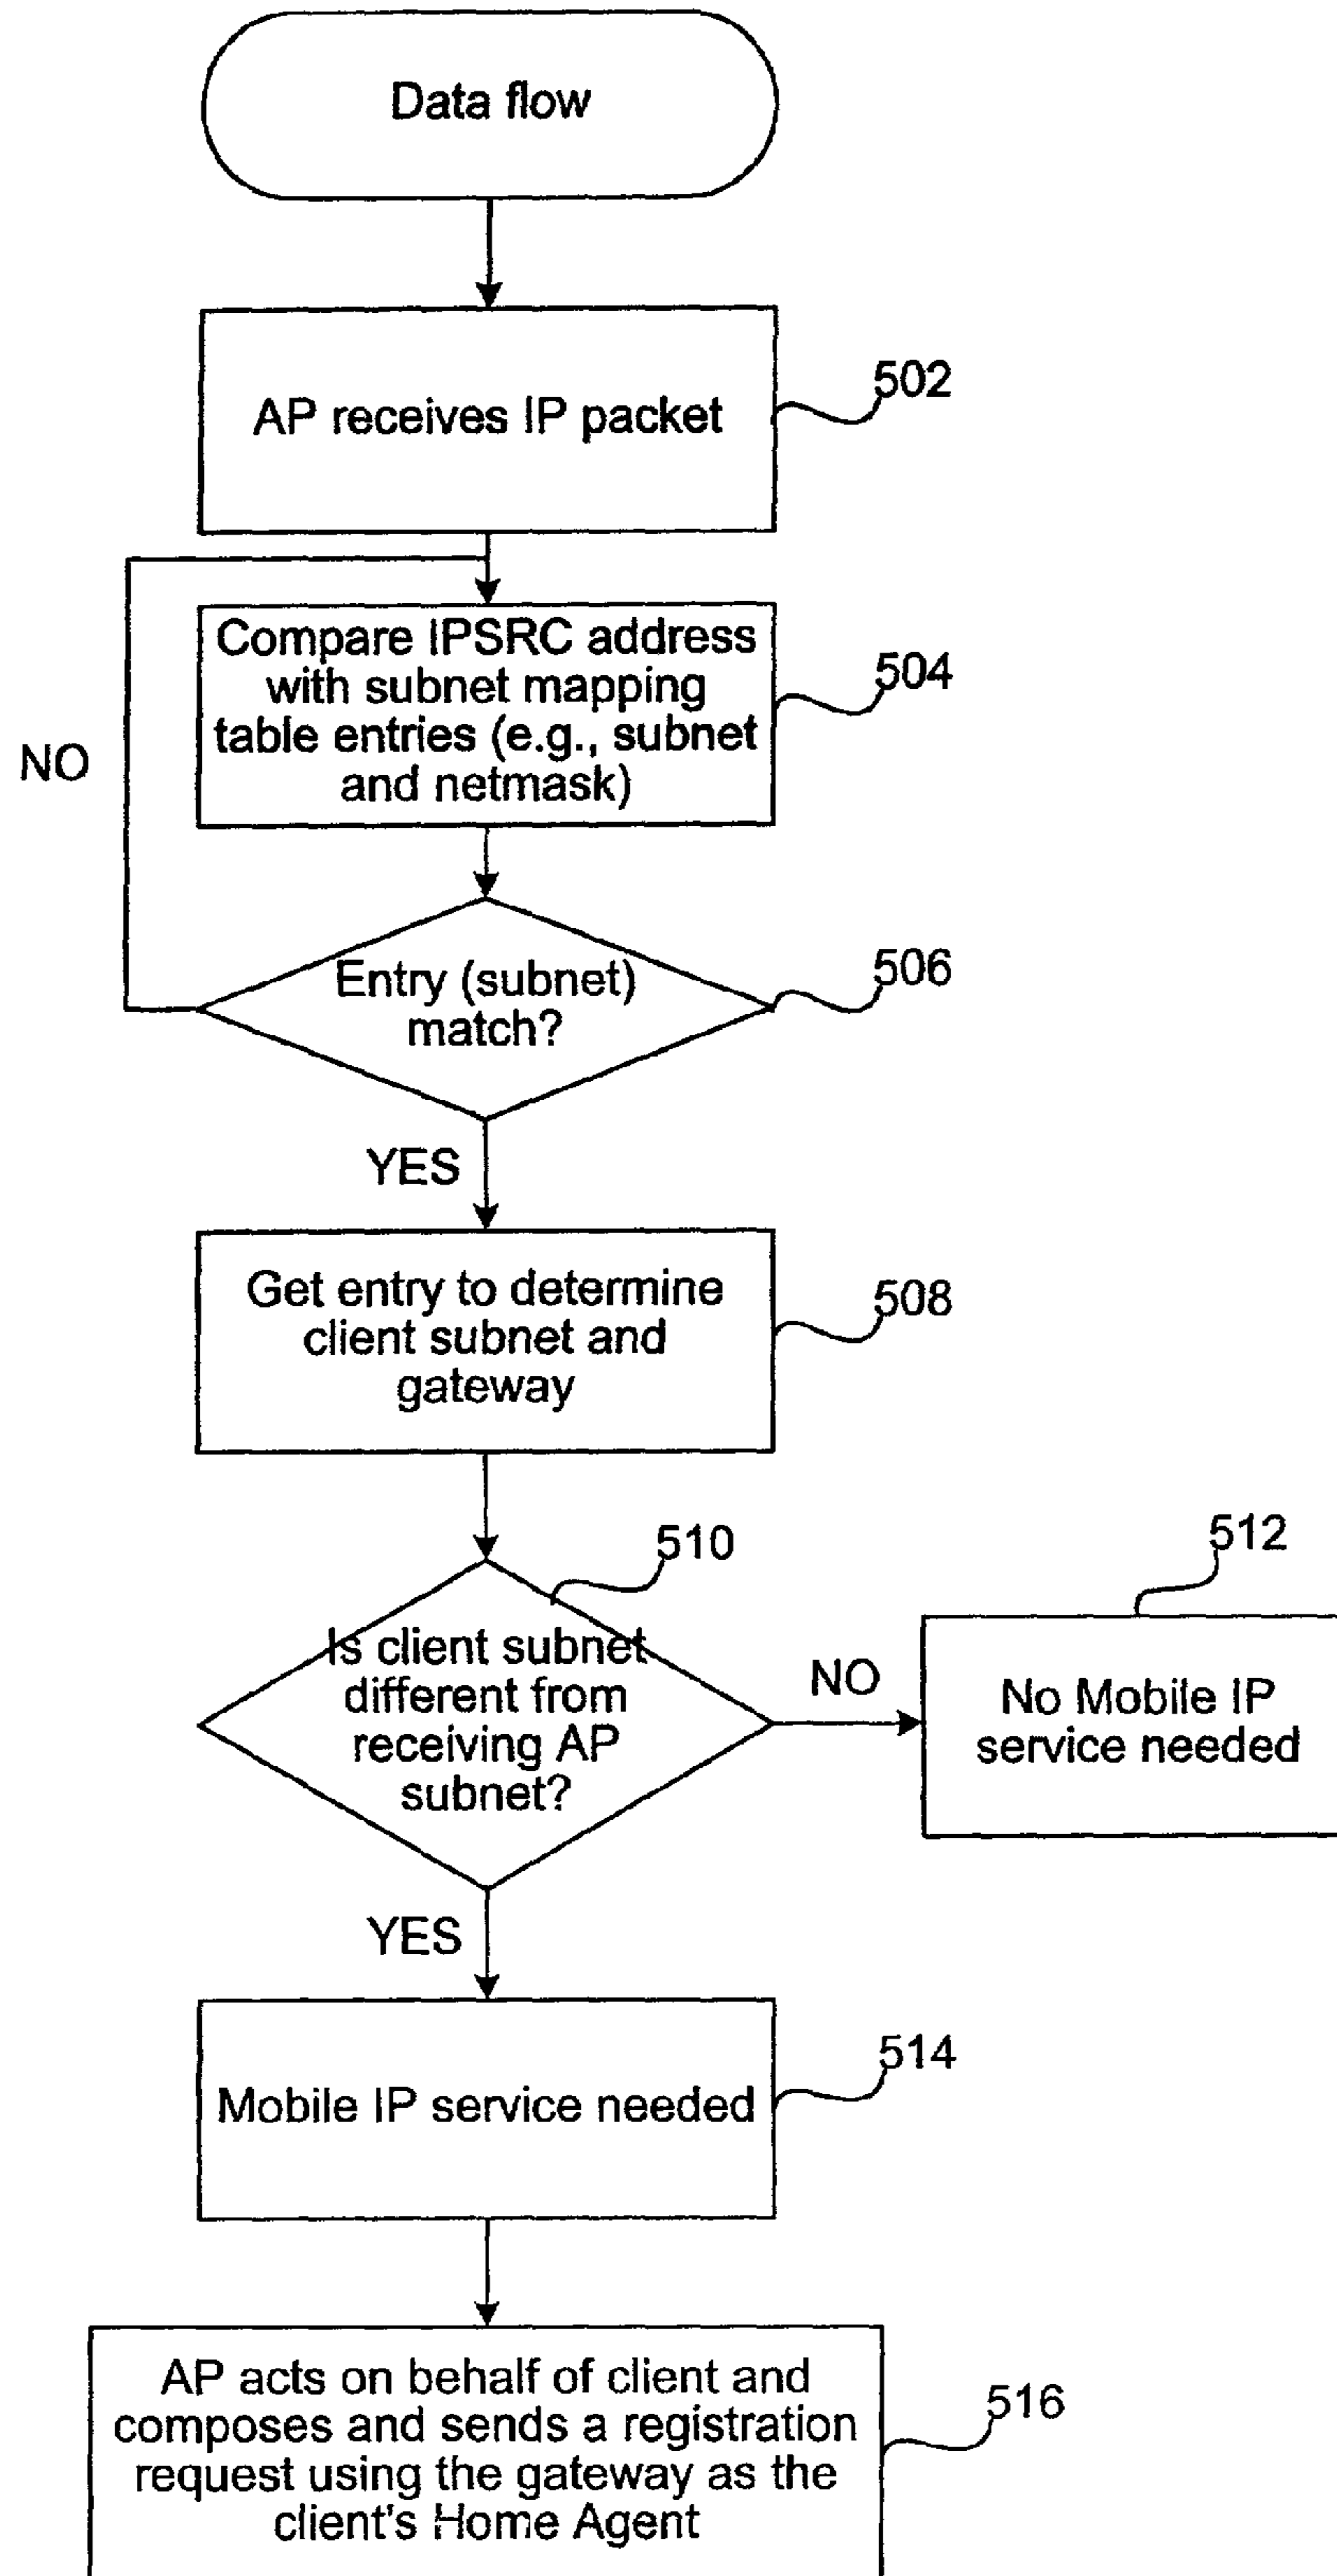 Data flow
AP receives IP packet
502
Compare IPSRC address
with subnet mapping
table entries (e.g., subnet
and netmask)
504
NO
Entry (subnet)
match?
506
YES
Get entry to determine
client subnet and
gateway
508
510
512
Is client subnet
different from
receiving AP
subnet?
NO
No Mobile IP
service needed
YES
Mobile IP service needed
514
AP acts on behalf of client and
composes and sends a registration
request using the gateway as the
client's Home Agent
516